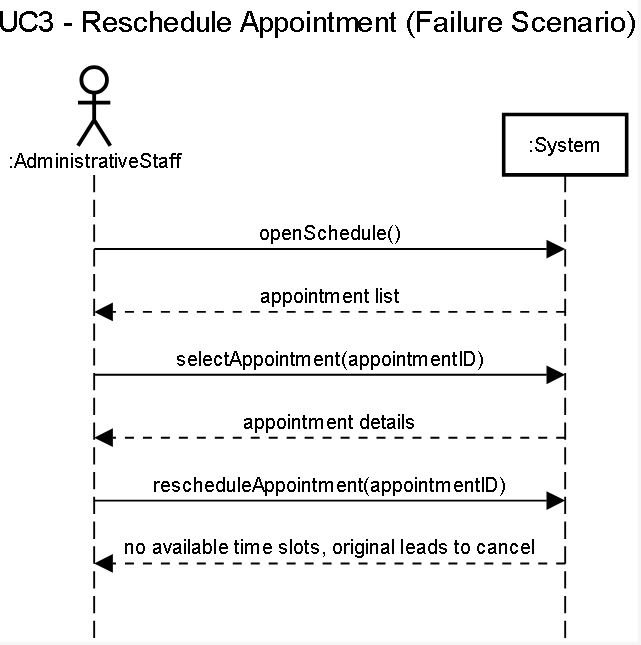 UC3 - Reschedule Appointment (Failure Scenario)
:AdministrativeStaff
:System
openSchedule()
appointment list
selectAppointment(appointmentID)
appointment details
rescheduleAppointment(appointmentID)
no available time slots, original leads to cancel